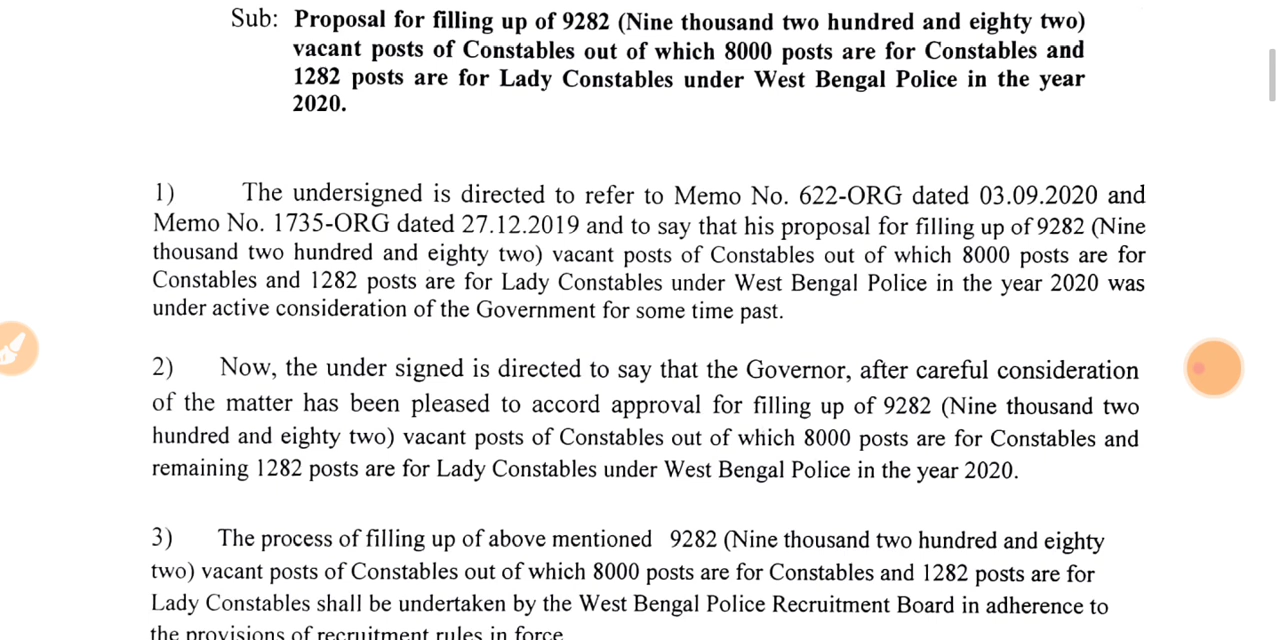 Sub: Proposal for filling up of 9282 (Nine thousand two hundred and eighty two)
vacant posts of Constables out of which 8000 posts are for Constables and
1282 posts are for Lady Constables under West Bengal Police in the year
2020.
1) The undersigned is directed to refer to Memo No. 622-ORG dated 03.09.2020 and
Memo No. 1735-ORG dated 27.12.2019 and to say that his proposal for filling up of 9282 (Nine
thousand two hundred and eighty two) vacant posts of Constables out of which 8000 posts are for
Constables and 1282 posts are for Lady Constables under West Bengal Police in the year 2020 was
under active consideration of the Government for some time past.
2) Now, the under signed is directed to say that the Governor, after careful consideration
of the matter has been pleased to accord approval for filling up of 9282 (Nine thousand two
hundred and eighty two) vacant posts of Constables out of which 8000 posts are for Constables and
remaining 1282 posts are for Lady Constables under West Bengal Police in the year 2020.
3) The process of filling up of above mentioned 9282 (Nine thousand two hundred and eighty
two) vacant posts of Constables out of which 8000 posts are for Constables and 1282 posts are for
Lady Constables shall be undertaken by the West Bengal Police Recruitment Board in adherence to
the provisions of recruitment rules in force